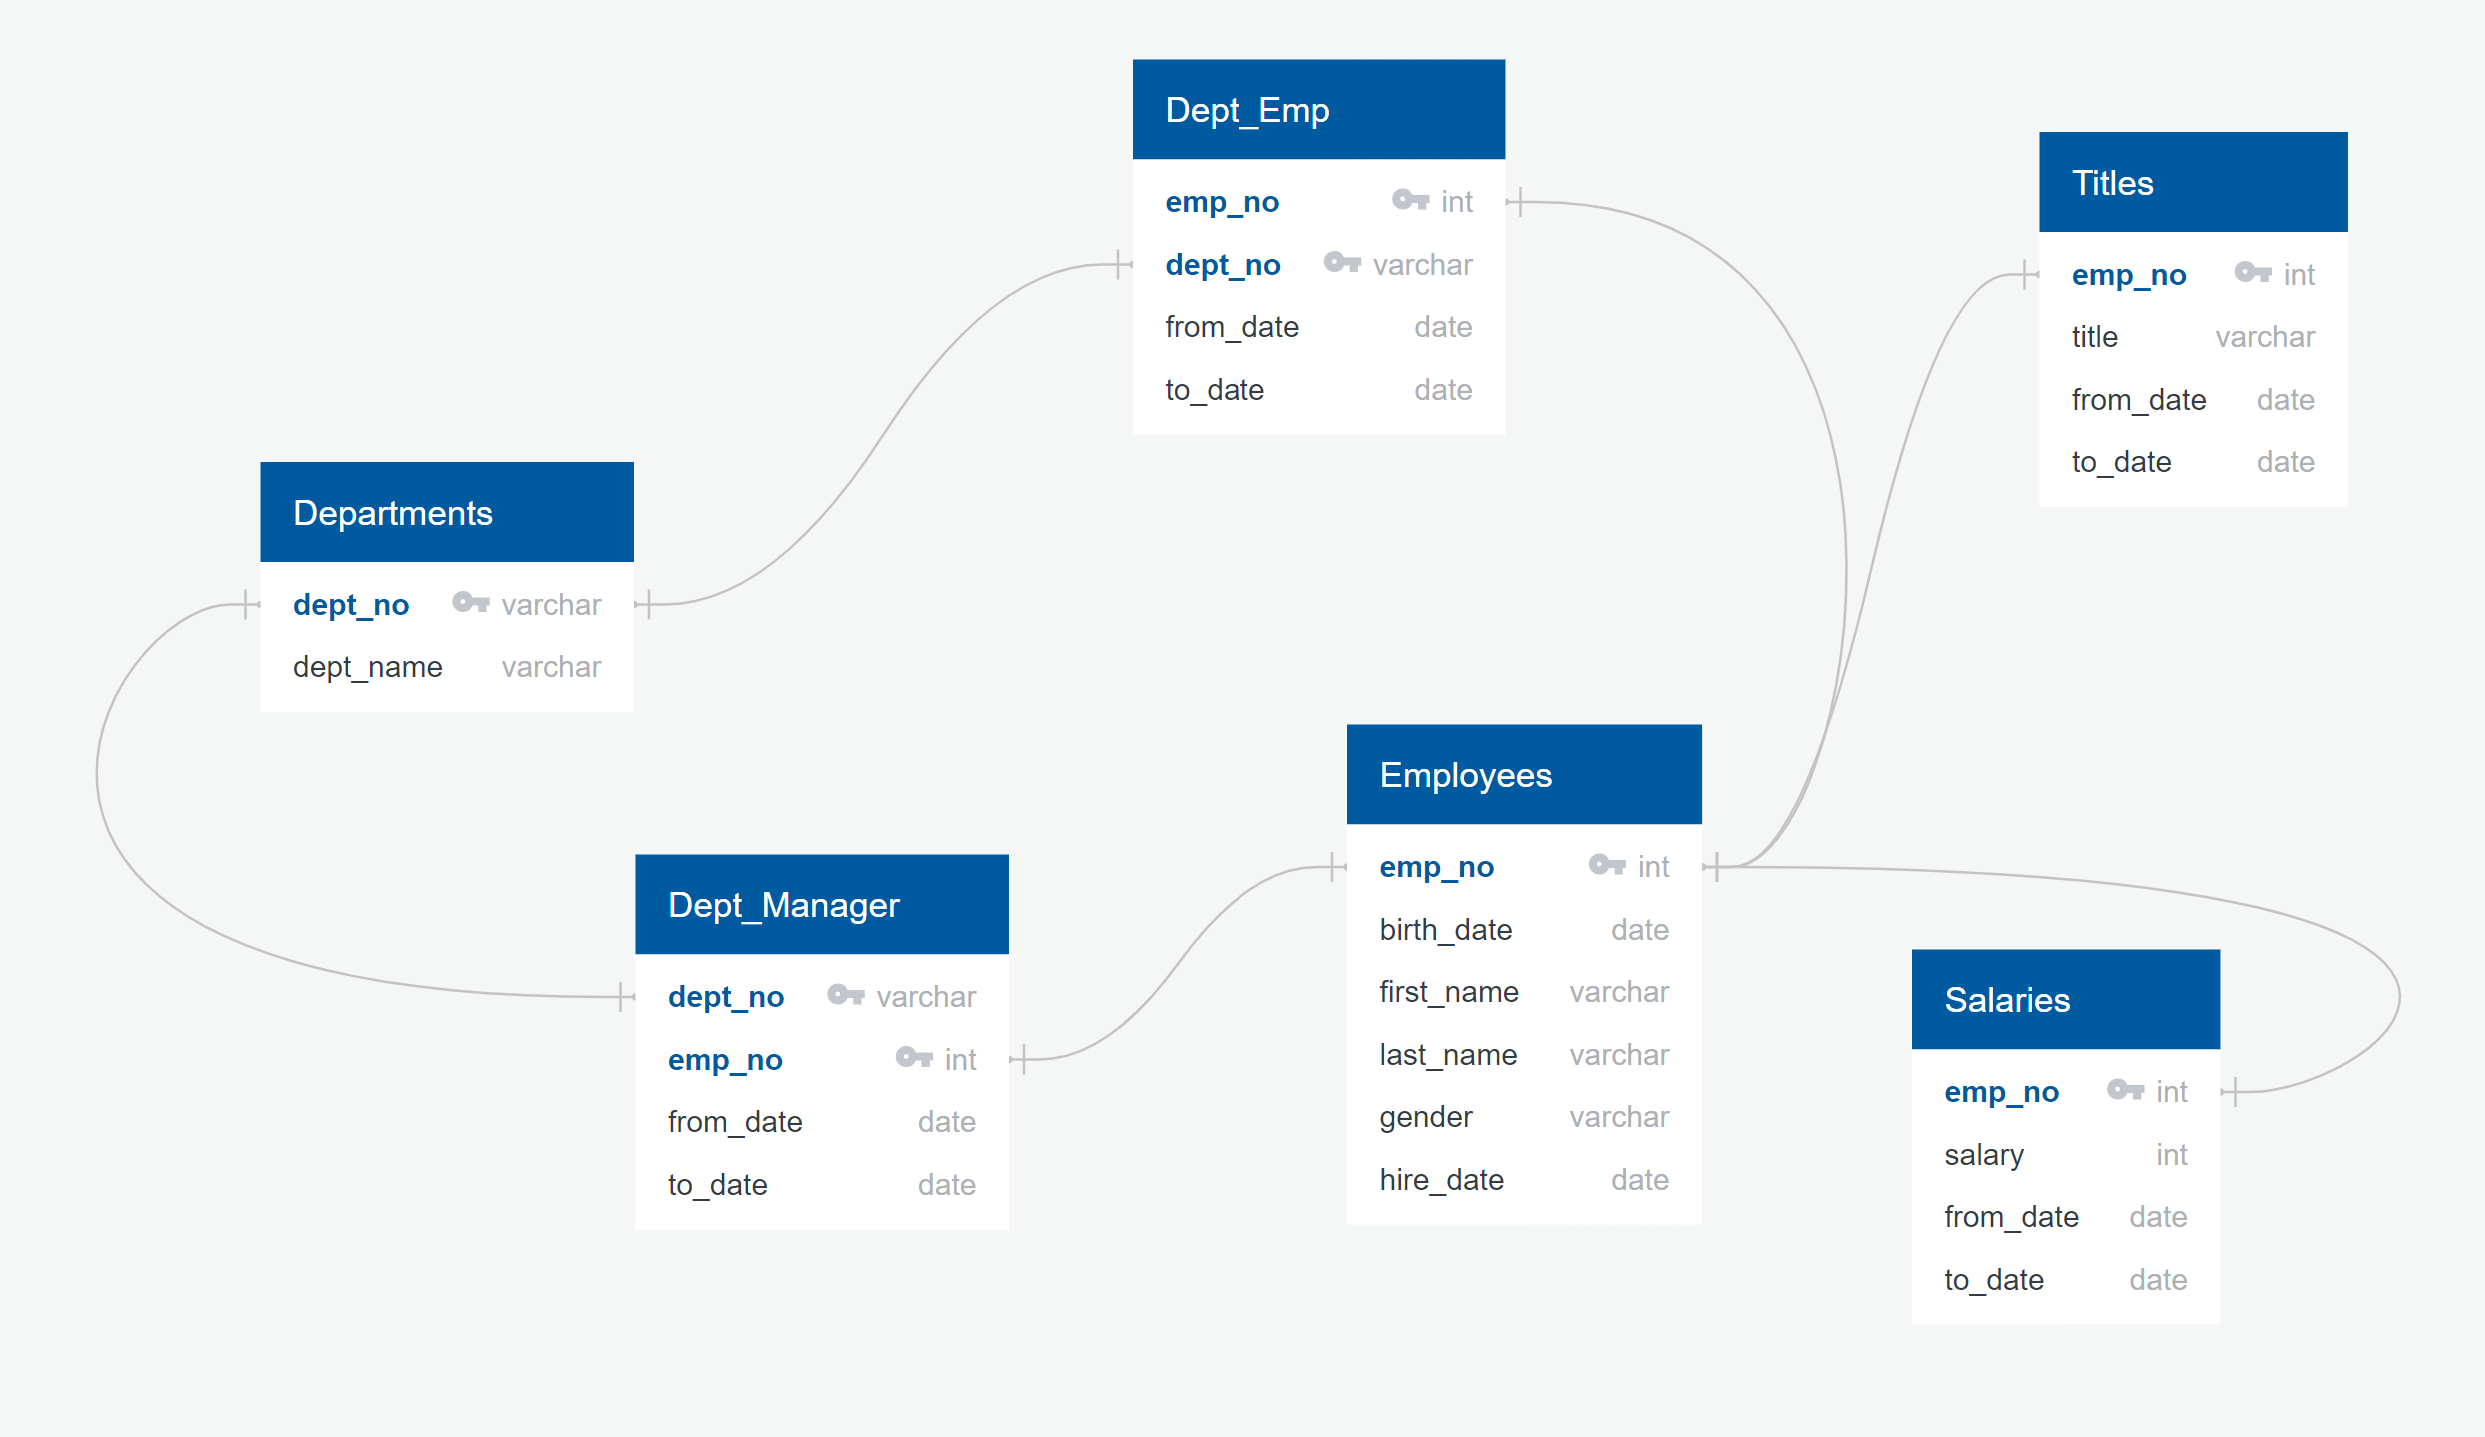 Dept_Emp
emp_no int
dept_no varchar
from_date date
to_date date
Titles
emp_no int
title varchar
from_date date
to_date date
Departments
dept_no varchar
dept_name varchar
Employees
emp_no int
birth_date date
first_name varchar
last_name varchar
gender varchar
hire_date date
Dept_Manager
dept_no varchar
emp_no int
from_date date
to_date date
Salaries
emp_no int
salary int
from_date date
to_date date